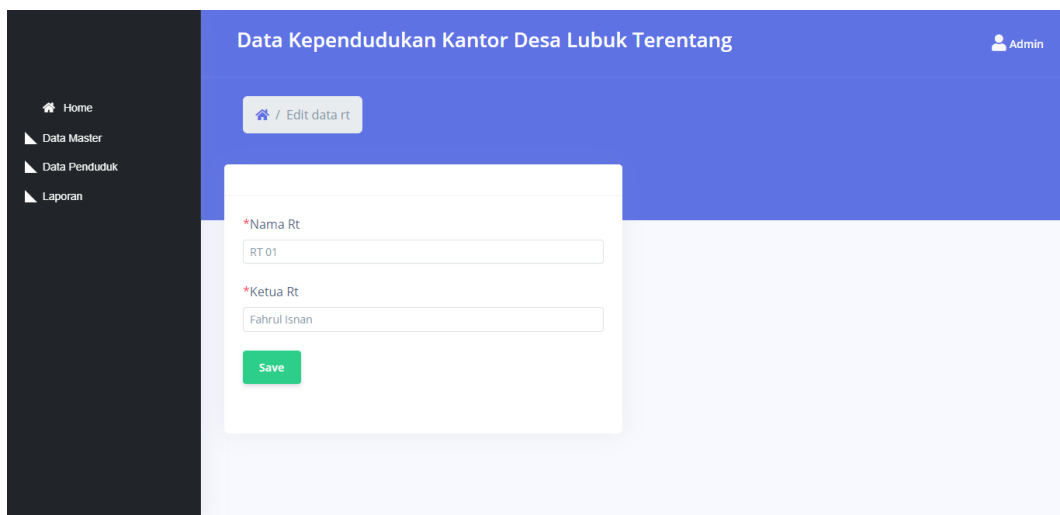 Data Kependudukan Kantor Desa Lubuk Terentang
Admin
Home
Data Master
Data Penduduk
Laporan
/ Edit data rt
*Nama Rt
RT 01
*Ketua Rt
Fahrul Isnan
Save